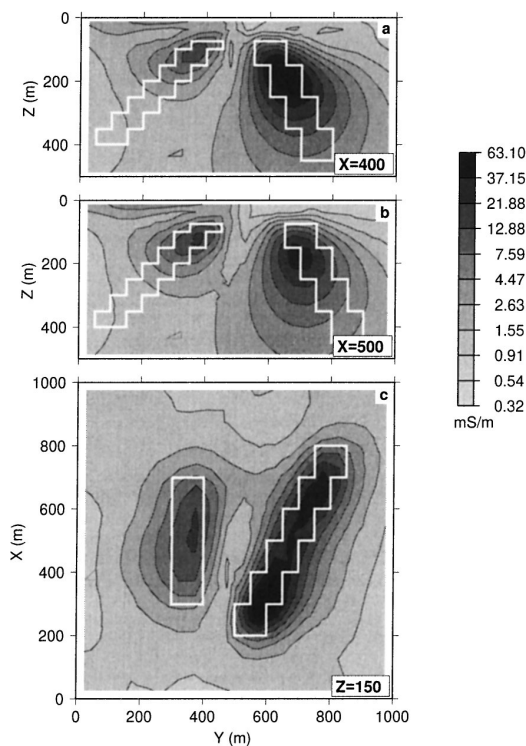 a
0
200
400
Z (m)
X=400
b
0
200
400
Z (m)
X=500
63.10
37.15
21.88
12.88
7.59
4.47
2.63
1.55
0.91
0.54
0.32
mS/m
c
1000
800
600
400
200
0
X (m)
Z=150
0 200 400 600 800 1000
Y (m)